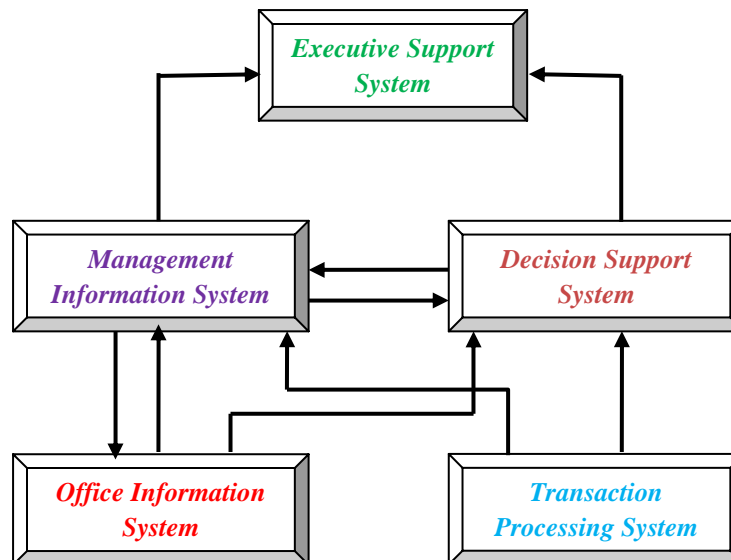 Executive Support
System
Management
Information System
Decision Support
System
Office Information
System
Transaction
Processing System